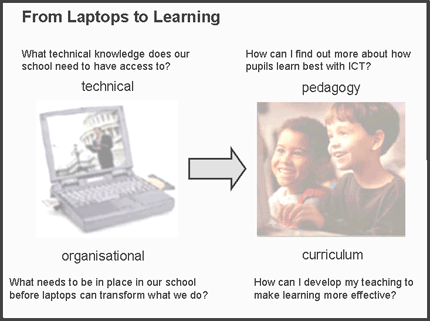 From Laptops to Learning
What technical knowledge does our
school need to have access to?
technical
How can I find out more about how
pupils learn best with ICT?
pedagogy
organisational
What needs to be in place in our school
before laptops can transform what we do?
curriculum
How can I develop my teaching to
make learning more effective?